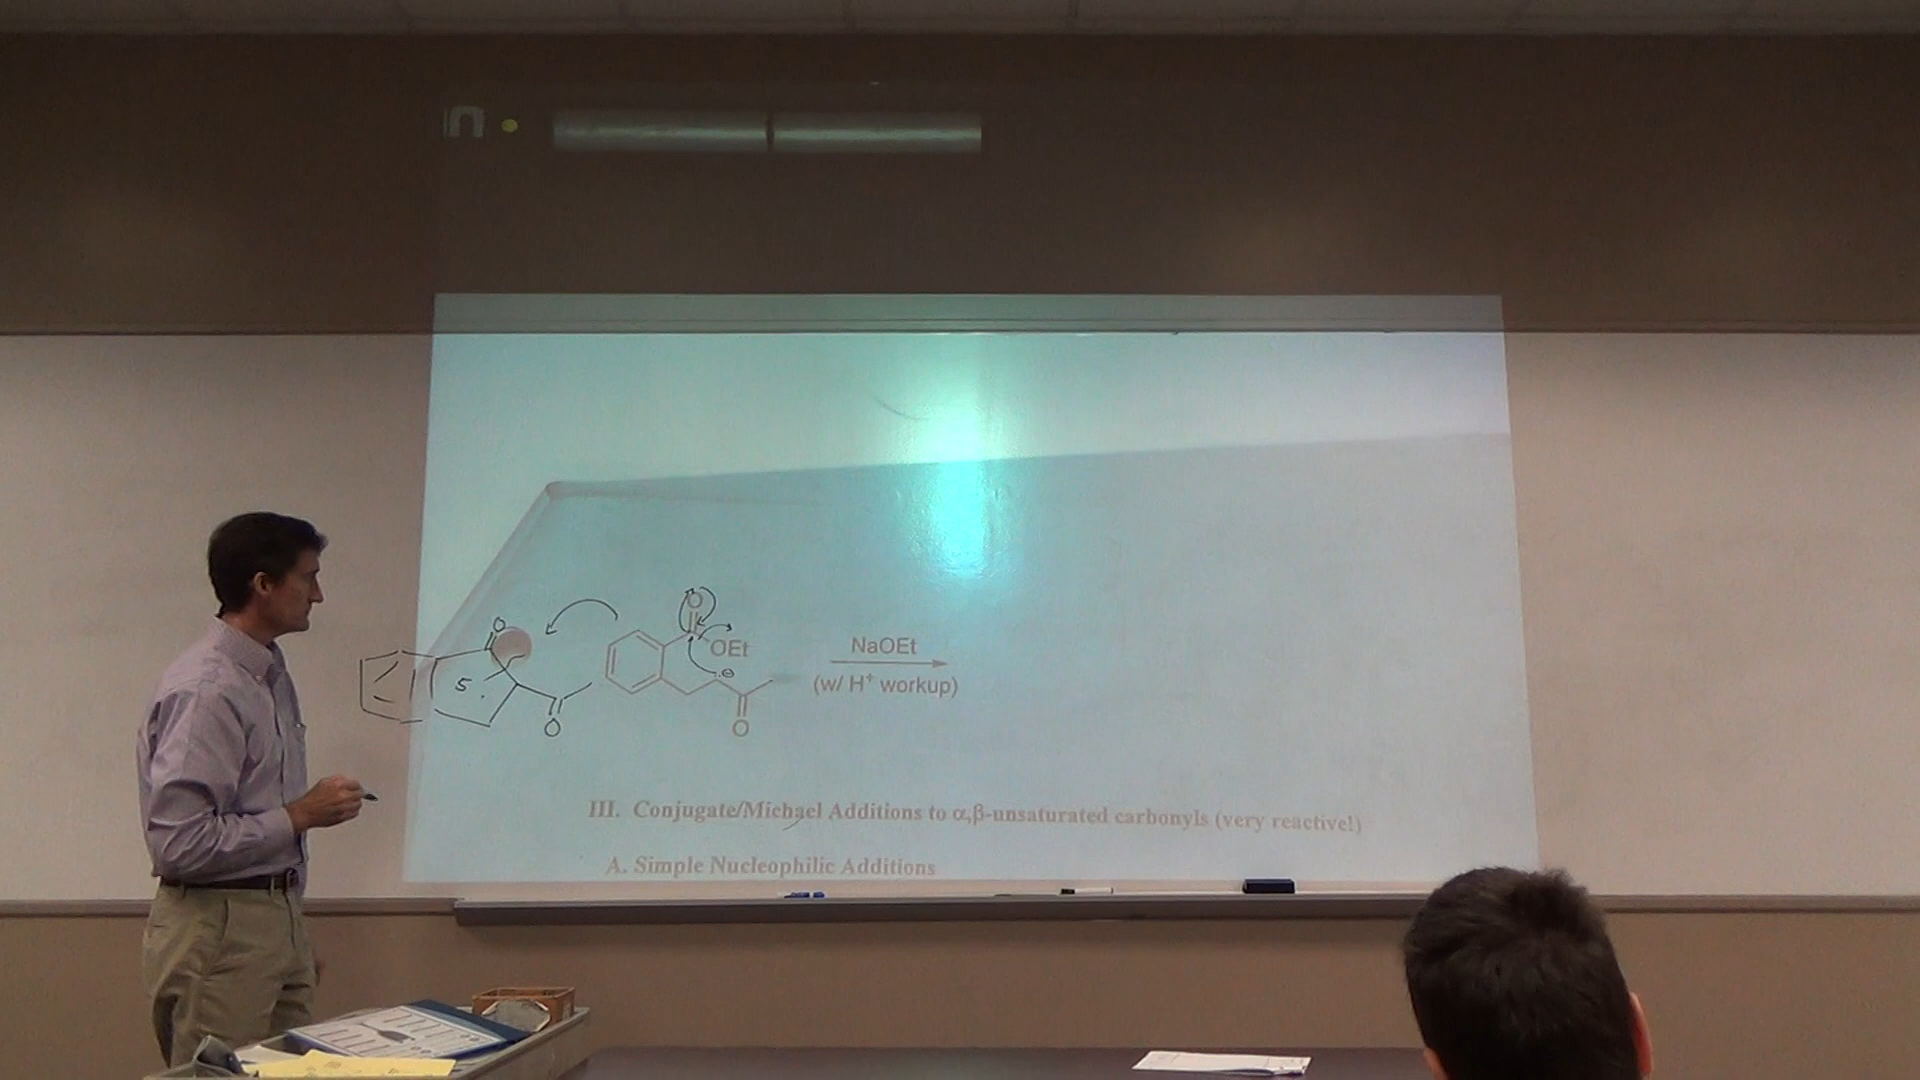 O
O
OEt
NaOEt
5.
⊖
(w/ H⁺ workup)
O
O
III. Conjugate/Michael Additions to α,β-unsaturated carbonyls (very reactive!)
A. Simple Nucleophilic Additions